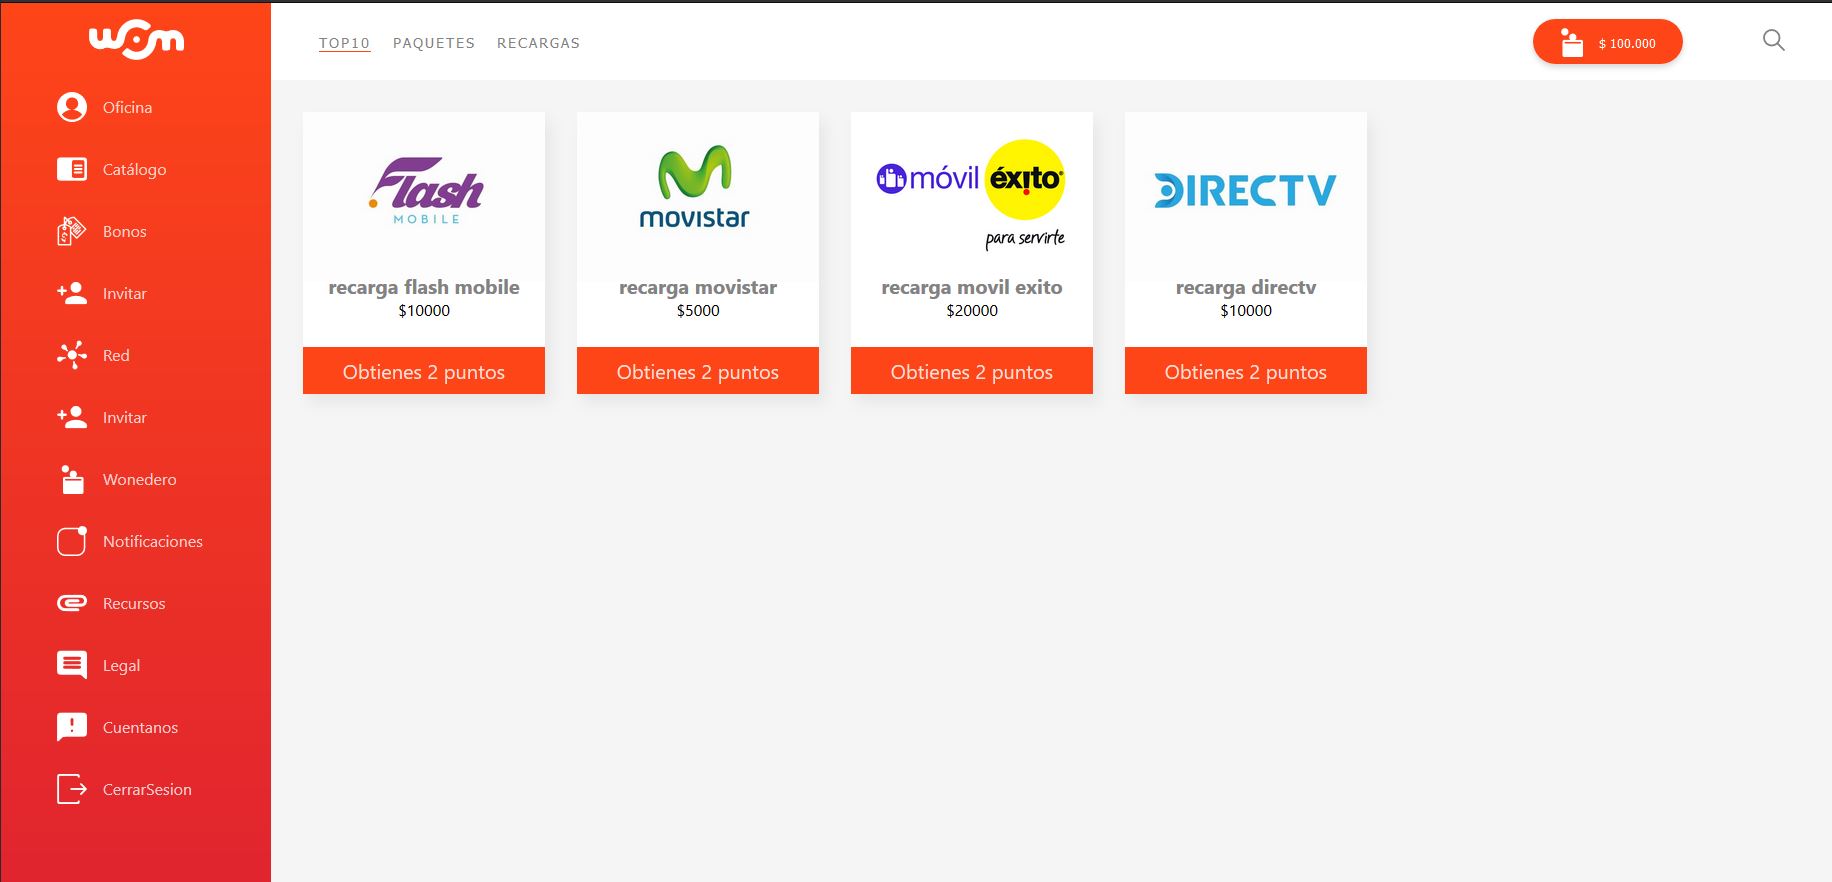 wom
Oficina
Catálogo
Bonos
Invitar
Red
Invitar
Wonedero
Notificaciones
Recursos
Legal
Cuentanos
CerrarSesion
TOP10 PAQUETES RECARGAS
$ 100.000
Flash
MOBILE
recarga flash mobile
$10000
Obtienes 2 puntos
movistar
recarga movistar
$5000
Obtienes 2 puntos
móvil éxito
para servirte
recarga movil exito
$20000
Obtienes 2 puntos
DIRECTV
recarga directv
$10000
Obtienes 2 puntos